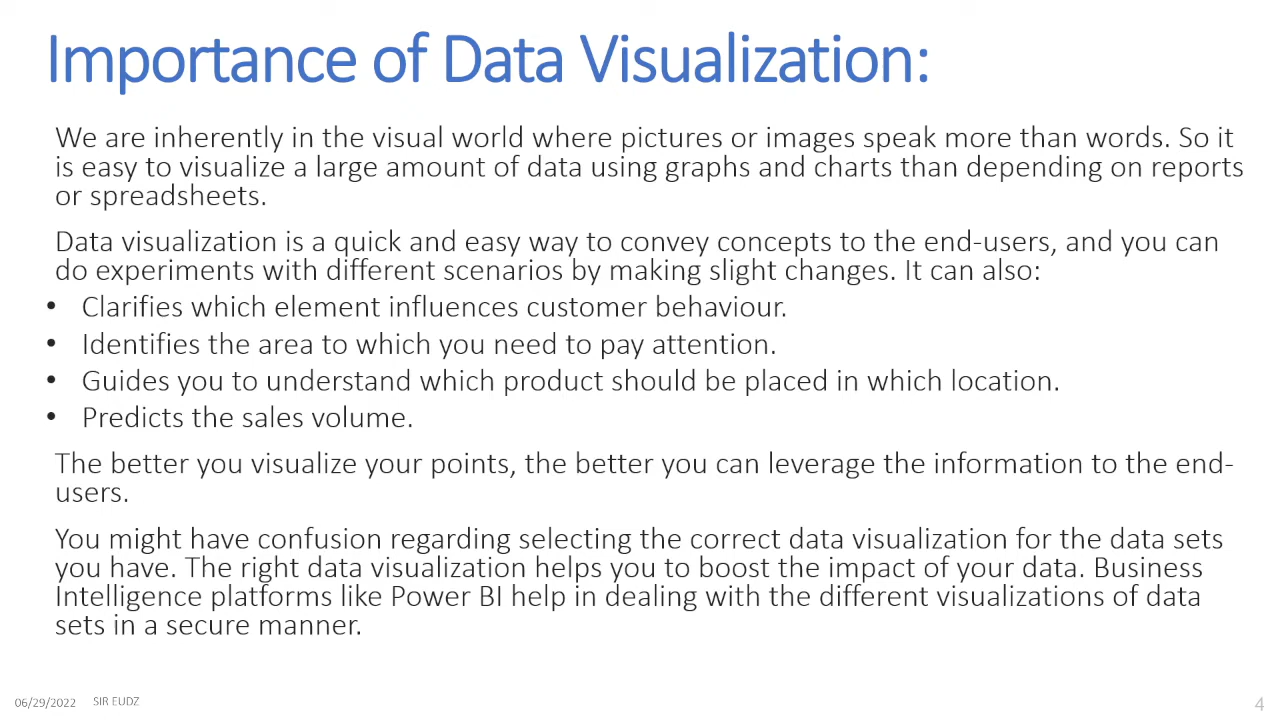 Importance of Data Visualization:
We are inherently in the visual world where pictures or images speak more than words. So it
is easy to visualize a large amount of data using graphs and charts than depending on reports
or spreadsheets.
Data visualization is a quick and easy way to convey concepts to the end-users, and you can
do experiments with different scenarios by making slight changes. It can also:
• Clarifies which element influences customer behaviour.
• Identifies the area to which you need to pay attention.
• Guides you to understand which product should be placed in which location.
• Predicts the sales volume.
The better you visualize your points, the better you can leverage the information to the end-
users.
You might have confusion regarding selecting the correct data visualization for the data sets
you have. The right data visualization helps you to boost the impact of your data. Business
Intelligence platforms like Power BI help in dealing with the different visualizations of data
sets in a secure manner.
06/29/2022 SIR EUDZ 4